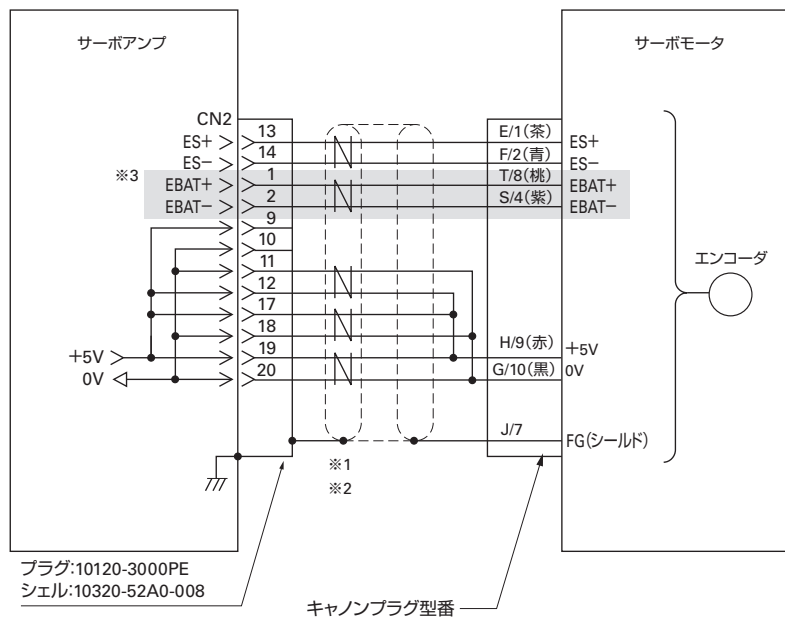 サーボアンプ
サーボモータ
CN2
ES+ 13 E/1(茶) ES+
ES− 14 F/2(青) ES−
※3
EBAT+ 1 T/8(桃) EBAT+
EBAT− 2 S/4(紫) EBAT−
9
10
11
12
17
18
エンコーダ
+5V 19 H/9(赤) +5V
0V 20 G/10(黒) 0V
J/7 FG(シールド)
※1
※2
プラグ:10120-3000PE
シェル:10320-52A0-008
キャノンプラグ型番